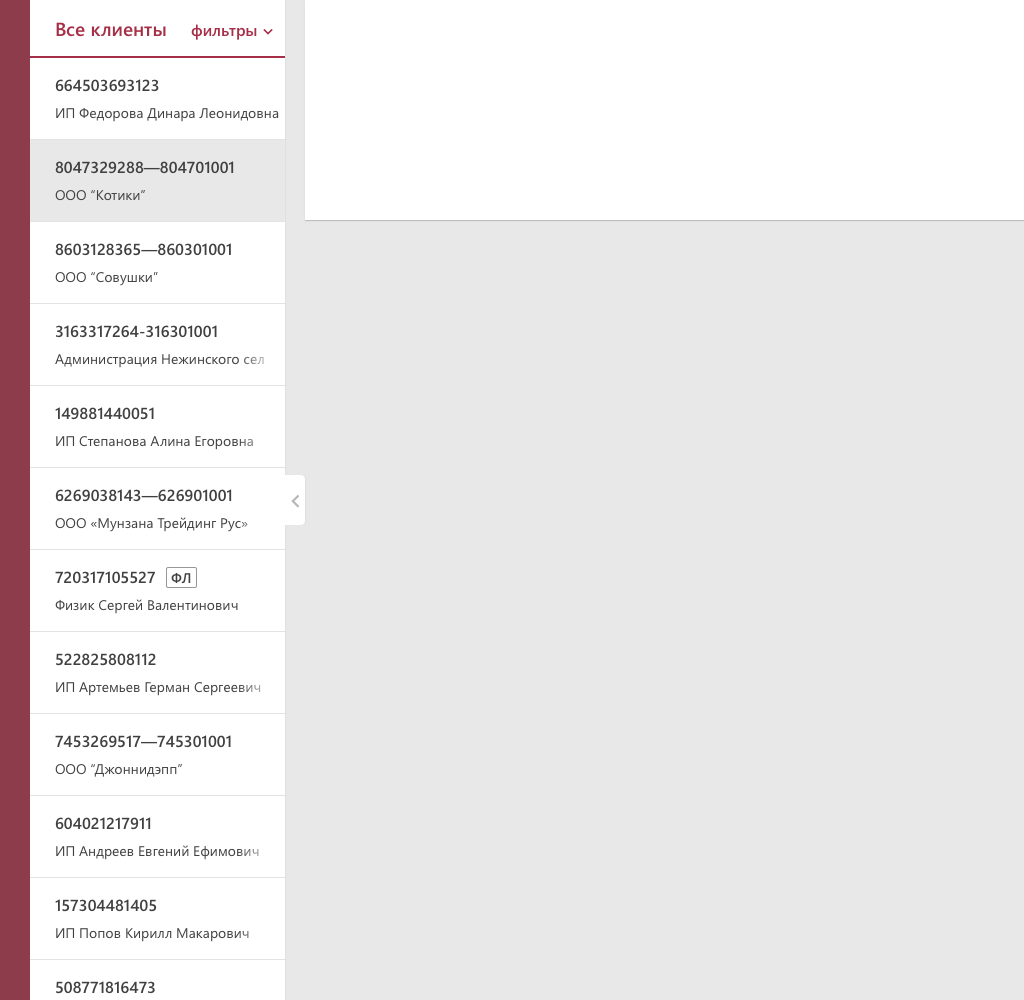 Все клиенты фильтры
664503693123
ИП Федорова Динара Леонидовна
8047329288—804701001
ООО “Котики”
8603128365—860301001
ООО “Совушки”
3163317264-316301001
Администрация Нежинского сел
149881440051
ИП Степанова Алина Егоровна
6269038143—626901001
ООО «Мунзана Трейдинг Рус»
720317105527 ФЛ
Физик Сергей Валентинович
522825808112
ИП Артемьев Герман Сергеевич
7453269517—745301001
ООО “Джоннидэпп”
604021217911
ИП Андреев Евгений Ефимович
157304481405
ИП Попов Кирилл Макарович
508771816473